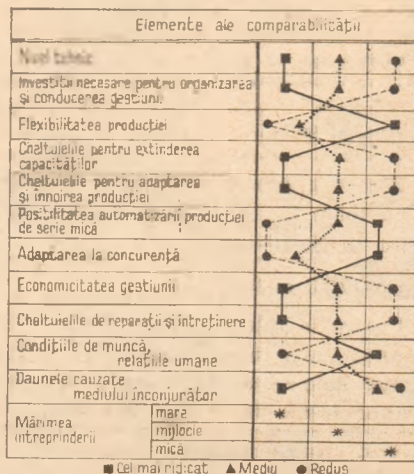 Elemente ale comparabilității
Nivel tehnic
Investiții necesare pentru organizarea
și conducerea gestiunii
Flexibilitatea producției
Cheltuielile pentru extinderea
capacităților
Cheltuielile pentru adaptarea
și înnoirea producției
Posibilitatea automatizării producției
de serie mică
Adaptarea la concurență
Economicitatea gestiunii
Cheltuielile de reparații și întreținere
Condițiile de muncă,
relațiile umane
Daunele cauzate
mediului înconjurător
Mărimea
întreprinderii
mare
mijlocie
mică
Cel mai ridicat Mediu Redus